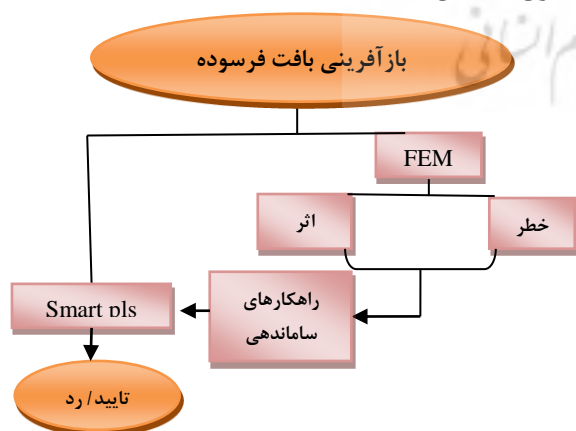 بازآفرینی بافت فرسوده
FEM
خطر
اثر
راهکارهای
ساماندهی
Smart pls
تایید/ رد